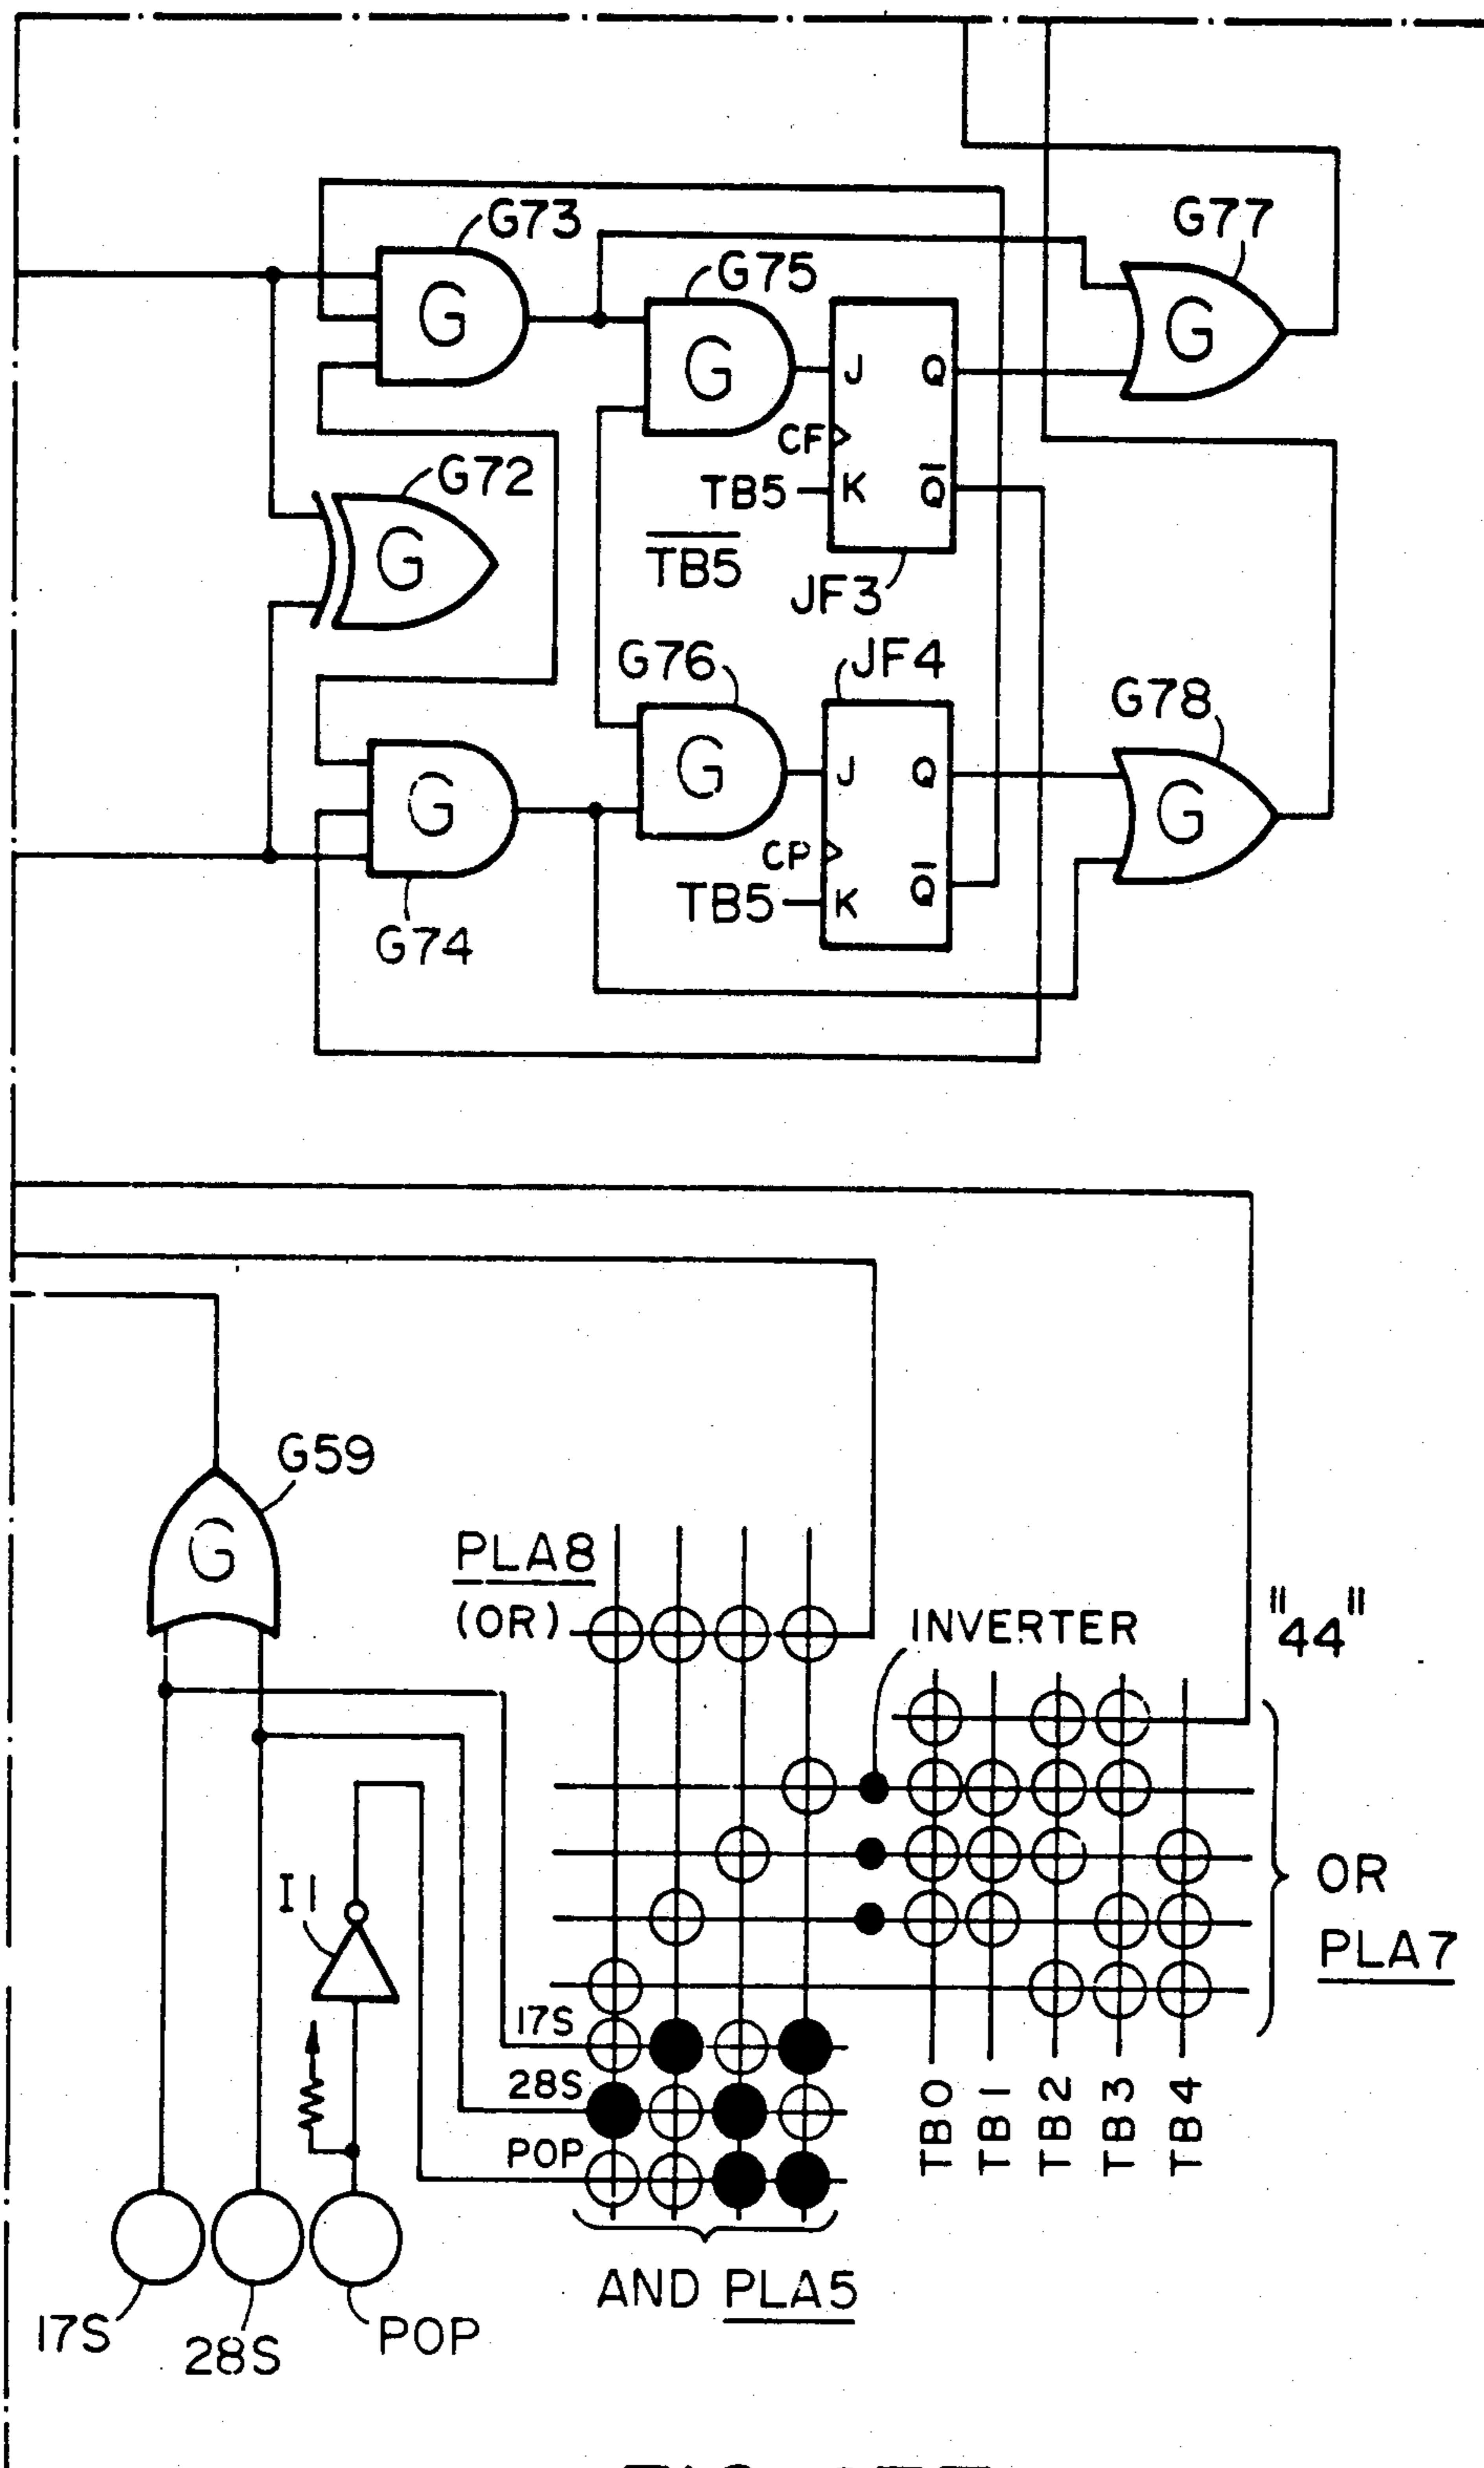 G73
G
G75
G
G77
G
J
Q
CF
TB5
K
Q̅
G72
G
T̅B̅5̅
JF3
G76
JF4
G
J
Q
G78
G
G
CP
TB5
K
Q̅
G74
G59
G
PLA8
(OR)
INVERTER
"44"
I1
OR
PLA7
17S
28S
POP
TB0
TB1
TB2
TB3
TB4
AND PLA5
17S
28S
POP